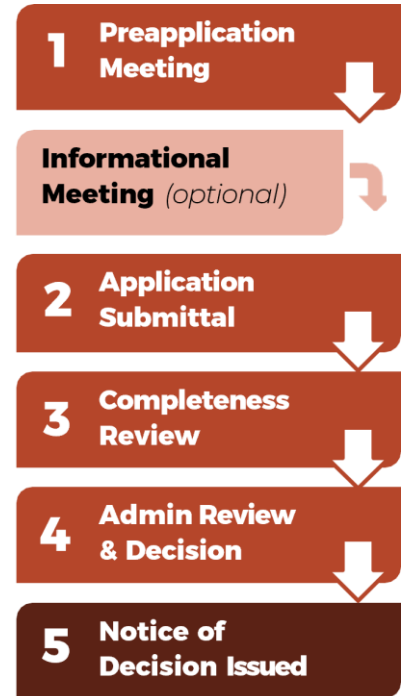 1 Preapplication
Meeting
Informational
Meeting (optional)
2 Application
Submittal
3 Completeness
Review
4 Admin Review
& Decision
5 Notice of
Decision Issued